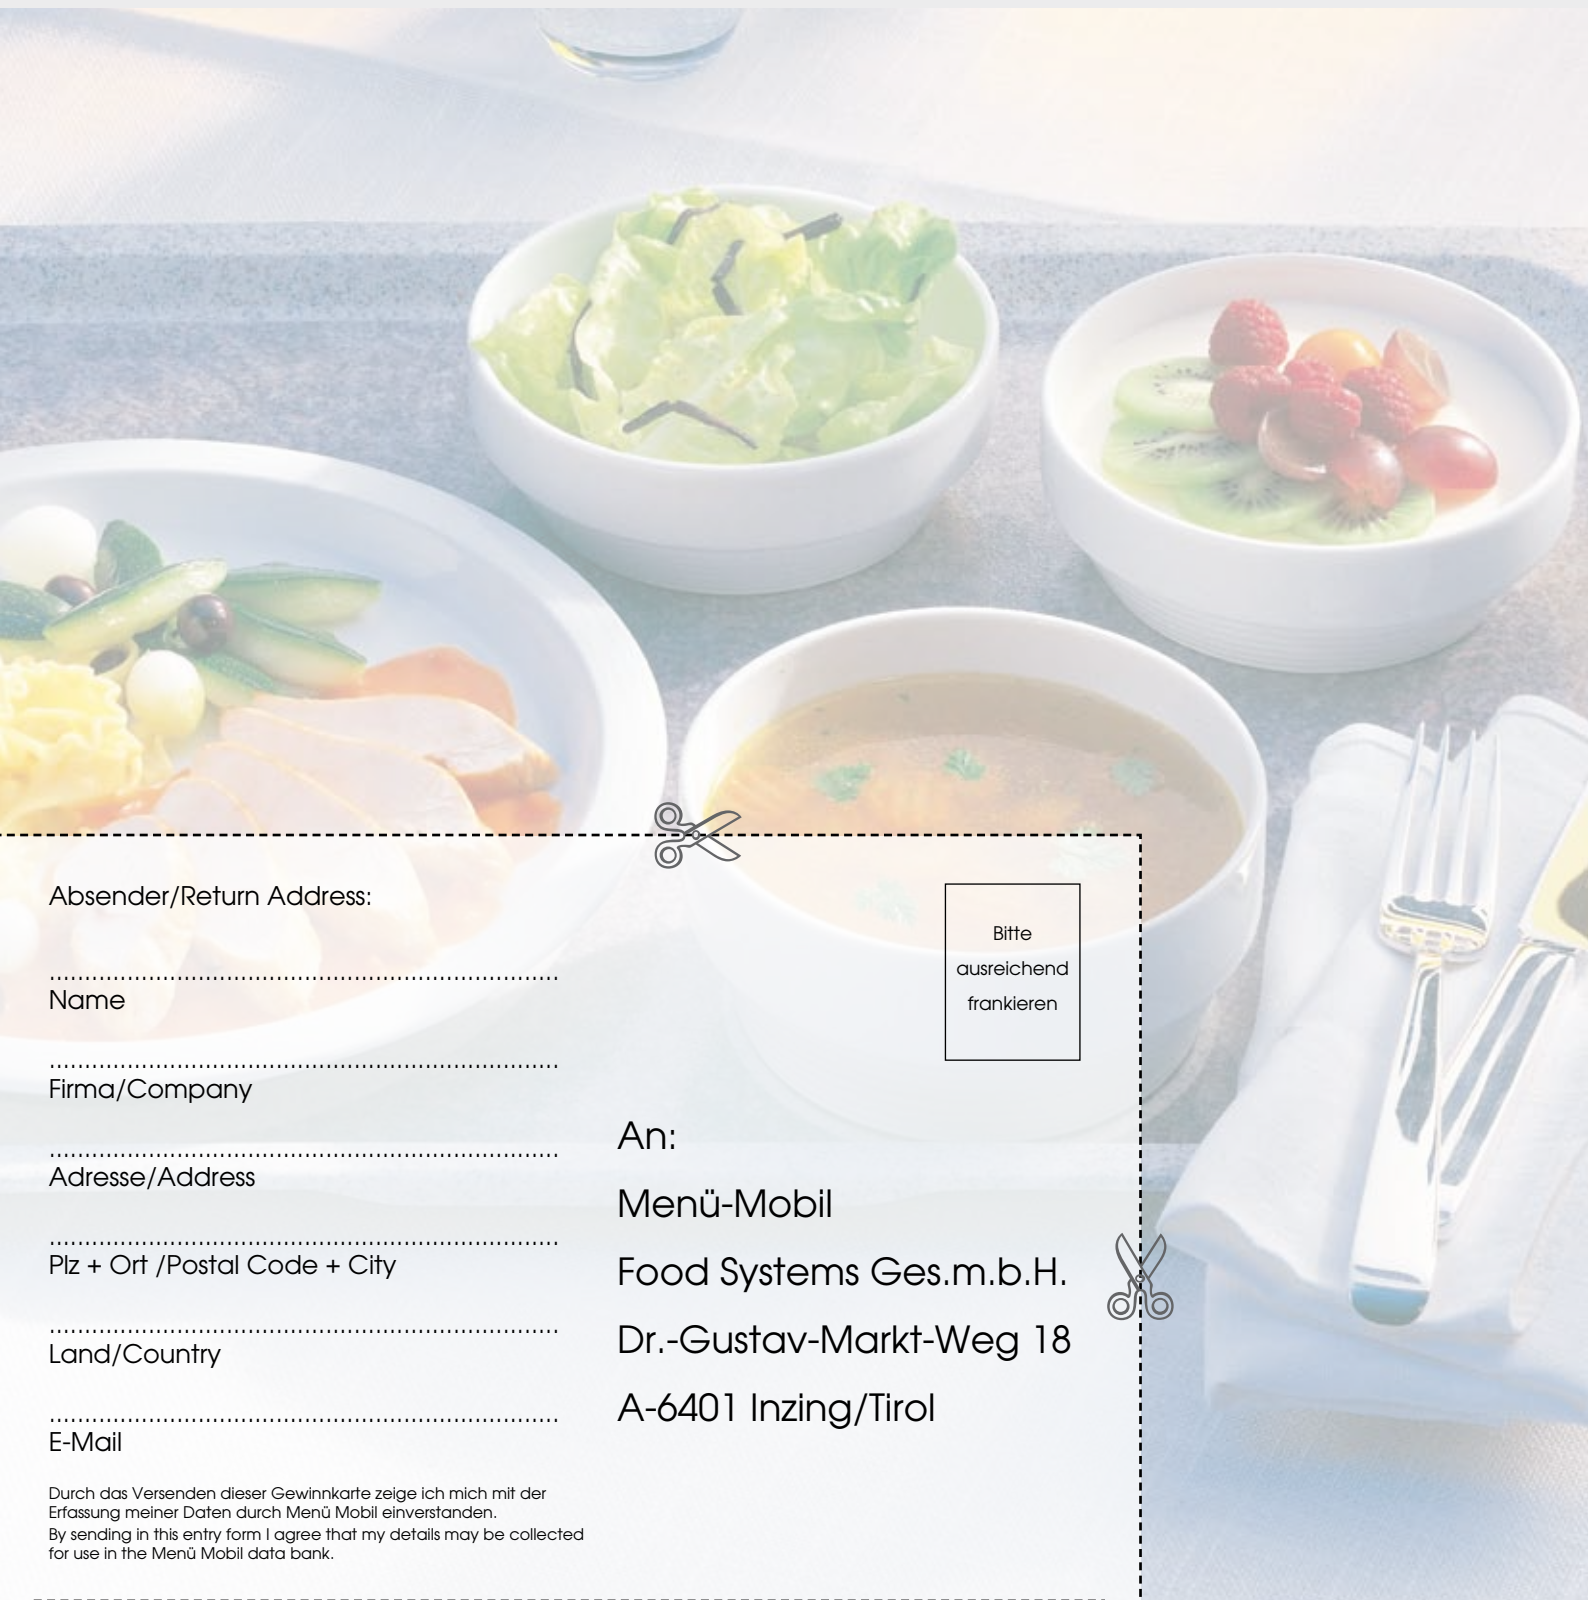 Absender/Return Address:
Name
Firma/Company
Adresse/Address
Plz + Ort /Postal Code + City
Land/Country
E-Mail
Durch das Versenden dieser Gewinnkarte zeige ich mich mit der
Erfassung meiner Daten durch Menü Mobil einverstanden.
By sending in this entry form I agree that my details may be collected
for use in the Menü Mobil data bank.
Bitte
ausreichend
frankieren
An:
Menü-Mobil
Food Systems Ges.m.b.H.
Dr.-Gustav-Markt-Weg 18
A-6401 Inzing/Tirol